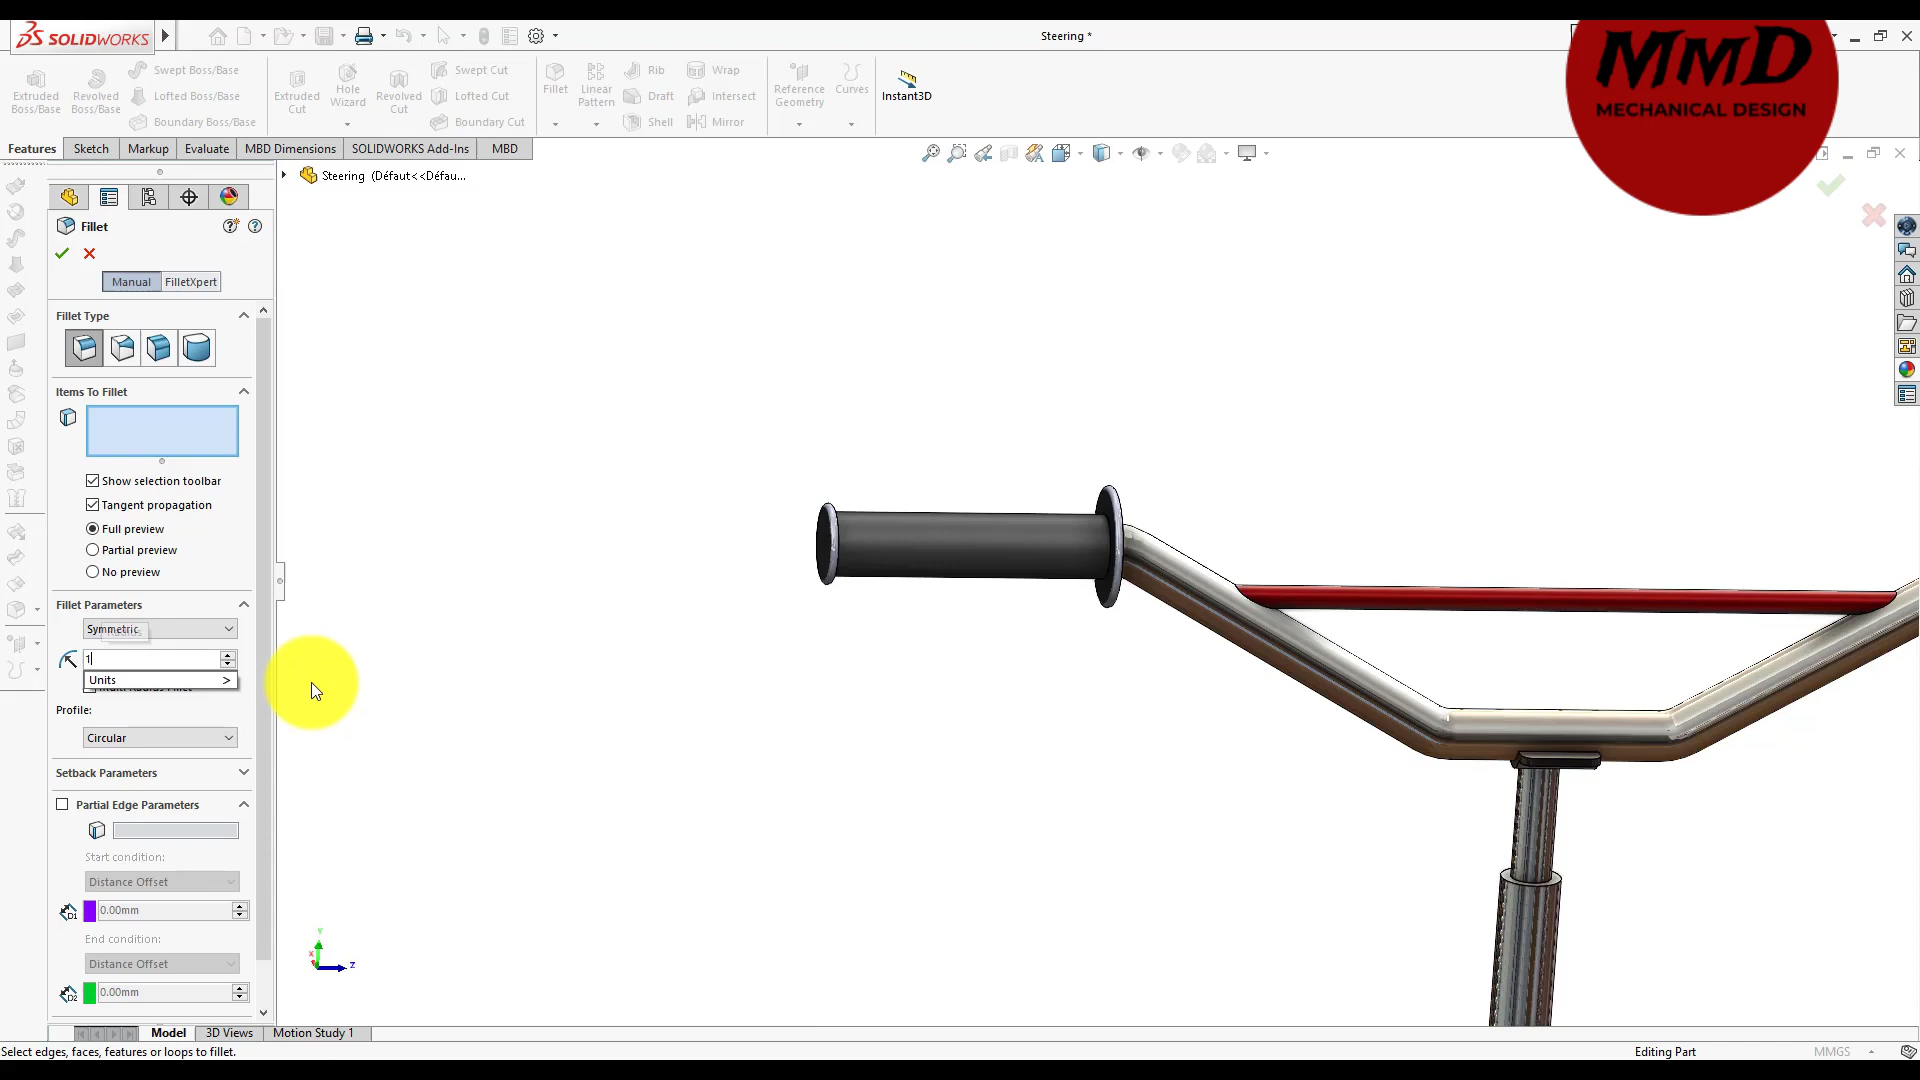 SOLIDWORKS
Steering *
MMD
MECHANICAL DESIGN
Extruded Boss/Base
Revolved Boss/Base
Swept Boss/Base
Lofted Boss/Base
Boundary Boss/Base
Extruded Cut
Hole Wizard
Revolved Cut
Swept Cut
Lofted Cut
Boundary Cut
Fillet
Linear Pattern
Rib
Draft
Shell
Wrap
Intersect
Mirror
Reference Geometry
Curves
Instant3D
Features
Sketch
Markup
Evaluate
MBD Dimensions
SOLIDWORKS Add-Ins
MBD
Steering (Défaut<<Défau...
Fillet
Manual
FilletXpert
Fillet Type
Items To Fillet
Show selection toolbar
Tangent propagation
Full preview
Partial preview
No preview
Fillet Parameters
Symmetric
1
Units >
Profile:
Circular
Setback Parameters
Partial Edge Parameters
Start condition:
Distance Offset
D1
0.00mm
End condition:
Distance Offset
D2
0.00mm
Y
X
Z
Model
3D Views
Motion Study 1
Select edges, faces, features or loops to fillet.
Editing Part
MMGS